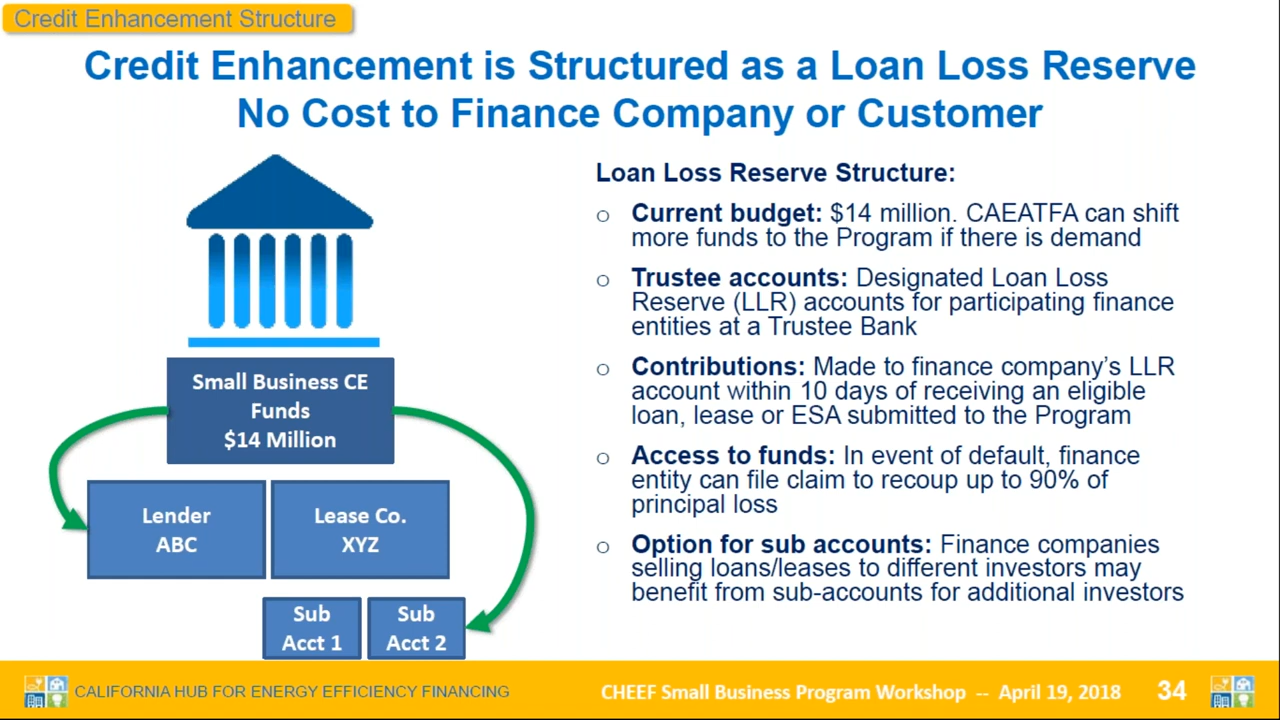 Credit Enhancement Structure
Credit Enhancement is Structured as a Loan Loss Reserve
No Cost to Finance Company or Customer
Small Business CE
Funds
$14 Million
Lender
ABC
Lease Co.
XYZ
Sub
Acct 1
Sub
Acct 2
Loan Loss Reserve Structure:
o Current budget: $14 million. CAEATFA can shift
more funds to the Program if there is demand
o Trustee accounts: Designated Loan Loss
Reserve (LLR) accounts for participating finance
entities at a Trustee Bank
o Contributions: Made to finance company’s LLR
account within 10 days of receiving an eligible
loan, lease or ESA submitted to the Program
o Access to funds: In event of default, finance
entity can file claim to recoup up to 90% of
principal loss
o Option for sub accounts: Finance companies
selling loans/leases to different investors may
benefit from sub-accounts for additional investors
CALIFORNIA HUB FOR ENERGY EFFICIENCY FINANCING
CHEEF Small Business Program Workshop -- April 19, 2018
34